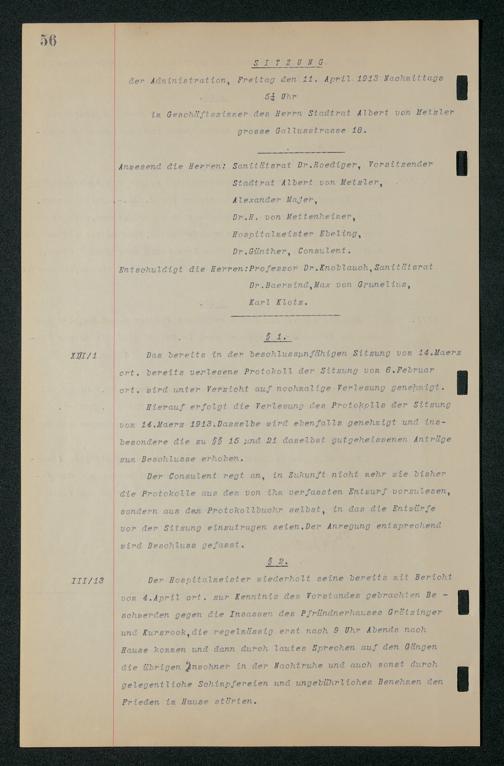 56
SITZUNG
der Administration, Freitag den 11. April 1913 Nachmittags
5½ Uhr
im Geschäftszimmer des Herrn Stadtrat Albert von Metzler
grosse Gallusstrasse 18.
Anwesend die Herren: Sanitätsrat Dr.Roediger, Vorsitzender
Stadtrat Albert von Metzler,
Alexander Majer,
Dr.H. von Mettenheimer,
Hospitalmeister Ebeling,
Dr.Günther, Consulent.
Entschuldigt die Herren:Professor Dr.Knoblauch,Sanitätsrat
Dr.Baerwind,Max von Grunelius,
Karl Klotz.
§ 1.
XIII/1 Das bereits in der beschlussunfähigen Sitzung vom 14.Maerz
crt. bereits verlesene Protokoll der Sitzung vom 6.Februar
crt. wird unter Verzicht auf nochmalige Verlesung genehmigt.
Hierauf erfolgt die Verlesung des Protokolls der Sitzung
vom 14.Maerz 1913.Dasselbe wird ebenfalls genehmigt und ins-
besondere die zu §§ 15 und 21 daselbst gutgeheissenen Anträge
zum Beschlusse erhoben.
Der Consulent regt an, in Zukunft nicht mehr wie bisher
die Protokolle aus dem von ihm verfassten Entwurf vorzulesen,
sondern aus dem Protokollbuche selbst, in das die Entwürfe
vor der Sitzung einzutragen seien.Der Anregung entsprechend
wird Beschluss gefasst.
§ 2.
III/13 Der Hospitalmeister wiederholt seine bereits mit Bericht
vom 4.April crt. zur Kenntnis des Vorstandes gebrachten Be -
schwerden gegen die Insassen des Pfründnerhauses Grötzinger
und Kursrock,die regelmässig erst nach 9 Uhr Abends nach
Hause kommen und dann durch lautes Sprechen auf den Gängen
die übrigen Inwohner in der Nachtruhe und auch sonst durch
gelegentliche Schimpfereien und ungebührliches Benehmen den
Frieden im Hause störten.